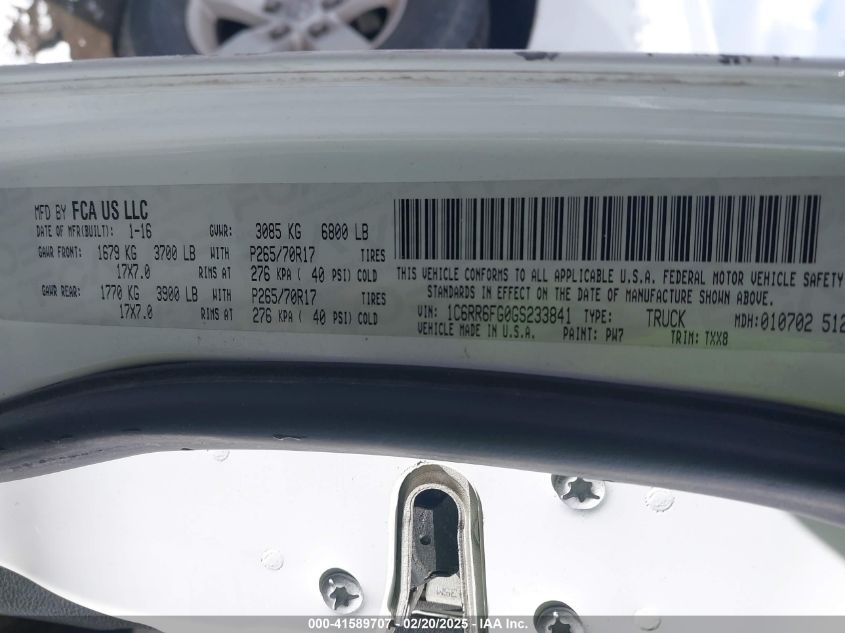 MFD BY FCA US LLC
DATE OF MFR(BUILT): 1-16 GVWR: 3085 KG 6800 LB
GAWR FRONT: 1679 KG 3700 LB WITH P265/70R17 TIRES
17X7.0 RIMS AT 276 KPA ( 40 PSI) COLD
GAWR REAR: 1770 KG 3900 LB WITH P265/70R17 TIRES
17X7.0 RIMS AT 276 KPA ( 40 PSI) COLD
THIS VEHICLE CONFORMS TO ALL APPLICABLE U.S.A. FEDERAL MOTOR VEHICLE SAFETY
STANDARDS IN EFFECT ON THE DATE OF MANUFACTURE SHOWN ABOVE.
VIN: 1C6RR6FG0GS233841 TYPE: TRUCK MDH:010702 512
VEHICLE MADE IN U.S.A. PAINT: PW7 TRIM: TXX8
000-41589707 - 02/20/2025 - IAA Inc.